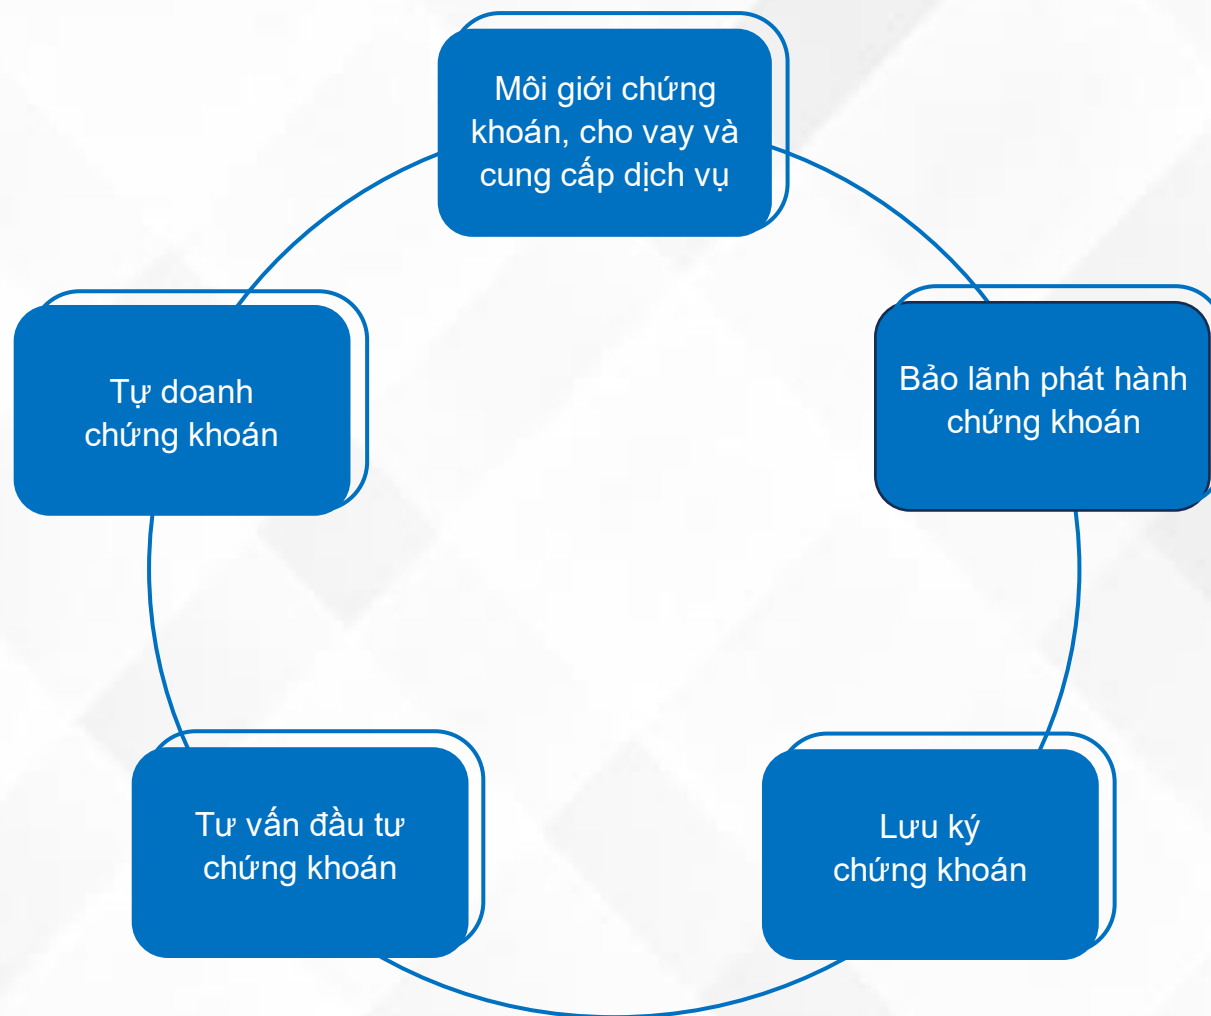 Môi giới chứng
khoán, cho vay và
cung cấp dịch vụ
Tự doanh
chứng khoán
Bảo lãnh phát hành
chứng khoán
Tư vấn đầu tư
chứng khoán
Lưu ký
chứng khoán